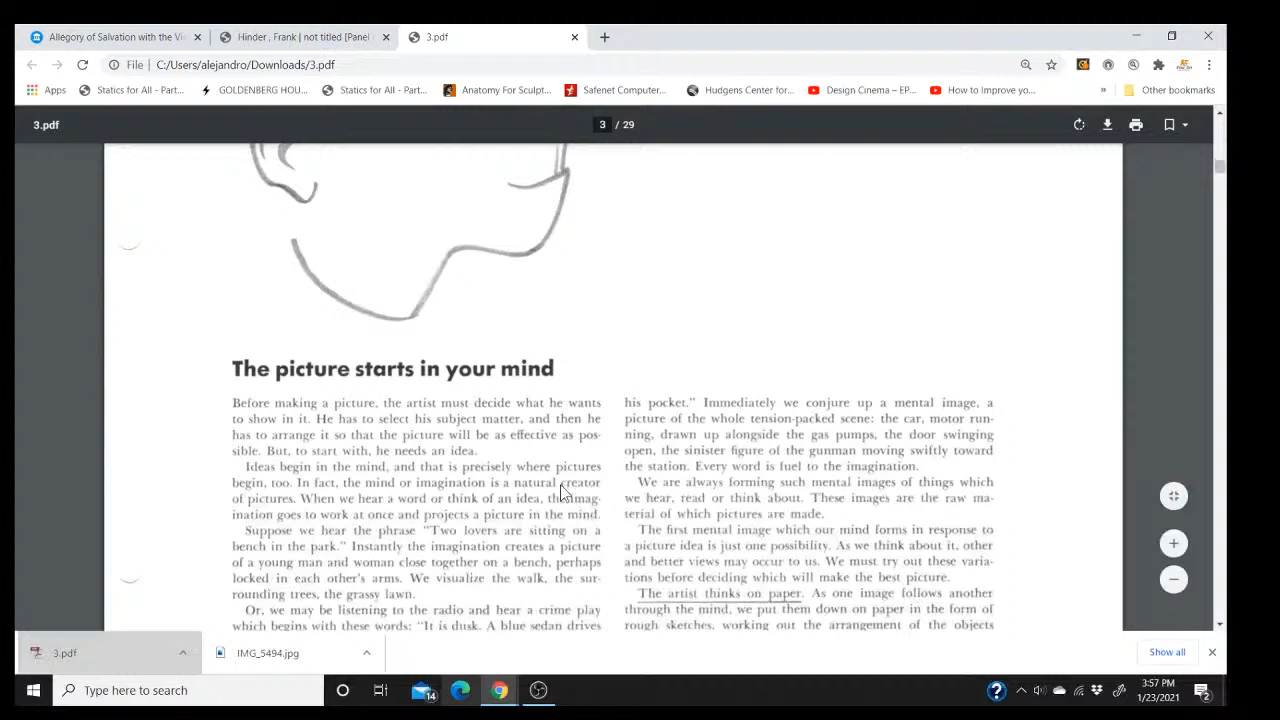 Allegory of Salvation with the Vi
Hinder , Frank | not titled [Panel
3.pdf
File | C:/Users/alejandro/Downloads/3.pdf
Apps
Statics for All - Part...
GOLDENBERG HOU...
Statics for All - Part...
Anatomy For Sculpt...
Safenet Computer...
Hudgens Center for...
Design Cinema – EP...
How to Improve yo...
»
Other bookmarks
3.pdf
3 / 29
The picture starts in your mind
Before making a picture, the artist must decide what he wants
to show in it. He has to select his subject matter, and then he
has to arrange it so that the picture will be as effective as pos-
sible. But, to start with, he needs an idea.
Ideas begin in the mind, and that is precisely where pictures
begin, too. In fact, the mind or imagination is a natural creator
of pictures. When we hear a word or think of an idea, the imag-
ination goes to work at once and projects a picture in the mind.
Suppose we hear the phrase "Two lovers are sitting on a
bench in the park." Instantly the imagination creates a picture
of a young man and woman close together on a bench, perhaps
locked in each other's arms. We visualize the walk, the sur-
rounding trees, the grassy lawn.
Or, we may be listening to the radio and hear a crime play
which begins with these words: "It is dusk. A blue sedan drives
his pocket." Immediately we conjure up a mental image, a
picture of the whole tension-packed scene: the car, motor run-
ning, drawn up alongside the gas pumps, the door swinging
open, the sinister figure of the gunman moving swiftly toward
the station. Every word is fuel to the imagination.
We are always forming such mental images of things which
we hear, read or think about. These images are the raw ma-
terial of which pictures are made.
The first mental image which our mind forms in response to
a picture idea is just one possibility. As we think about it, other
and better views may occur to us. We must try out these varia-
tions before deciding which will make the best picture.
The artist thinks on paper. As one image follows another
through the mind, we put them down on paper in the form of
rough sketches, working out the arrangement of the objects
3.pdf
IMG_5494.jpg
Show all
Type here to search
14
3:57 PM
1/23/2021
2